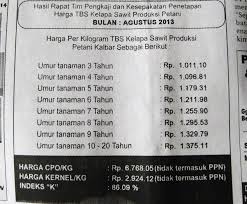 Hasil Rapat Tim Pengkaji dan Kesepakatan Penetapan
Harga TBS Kelapa Sawit Produksi Petani
BULAN : AGUSTUS 2013
Harga Per Kilogram TBS Kelapa Sawit Produksi
Petani Kalbar Sebagai Berikut
Umur tanaman 3 Tahun : Rp. 1.011.10
Umur tanaman 4 Tahun : Rp. 1.096.81
Umur tanaman 5 Tahun : Rp. 1.179.31
Umur tanaman 6 Tahun : Rp. 1.215.30
Umur tanaman 7 Tahun : Rp. 1.255.90
Umur tanaman 8 Tahun : Rp. 1.295.53
Umur tanaman 9 Tahun : Rp. 1.329.79
Umur tanaman 10 - 20 Tahun : Rp. 1.375.11
HARGA CPO/KG : Rp. 6.768.05 (tidak termasuk PPN)
HARGA KERNEL/KG : Rp. 2.924.12 (tidak termasuk PPN)
INDEKS "K" : 86.09 %